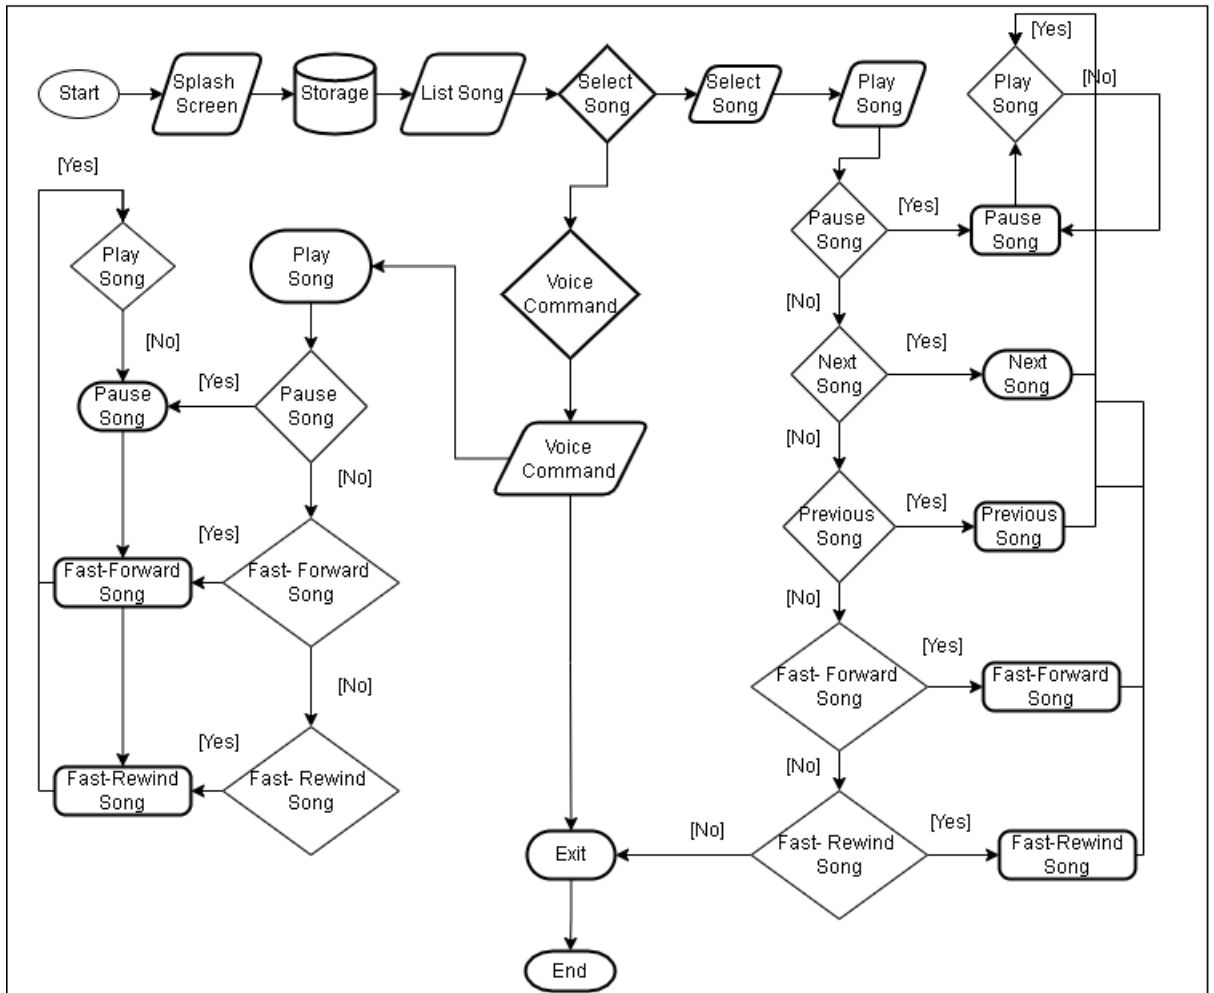 Start
Splash
Screen
Storage
List Song
Select
Song
Select
Song
Play
Song
[Yes]
Play
Song
[No]
[Yes]
Play
Song
[No]
Pause
Song
[Yes]
Play
Song
Pause
Song
[No]
Voice
Command
Voice
Command
Pause
Song
[Yes]
Pause
Song
[No]
Next
Song
[Yes]
Next
Song
[No]
Previous
Song
[Yes]
Previous
Song
[No]
Fast-Forward
Song
[Yes]
Fast- Forward
Song
[No]
Fast-Rewind
Song
[Yes]
Fast- Rewind
Song
Fast- Forward
Song
[Yes]
Fast-Forward
Song
[No]
Fast- Rewind
Song
[Yes]
Fast-Rewind
Song
[No]
Exit
End